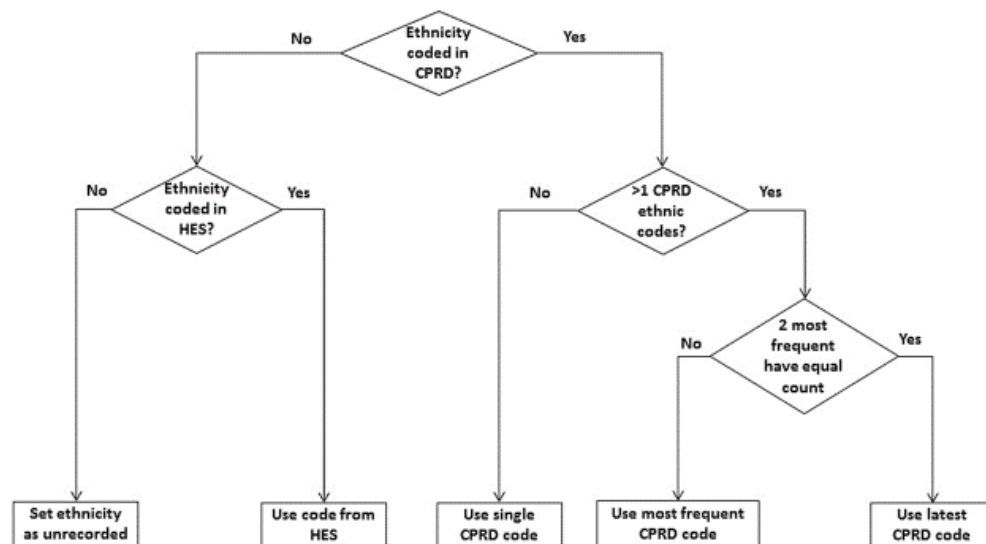 Ethnicity
coded in
CPRD?
No
Yes
Ethnicity
coded in
HES?
No
Yes
>1 CPRD
ethnic
codes?
No
Yes
2 most
frequent
have equal
count
No
Yes
Set ethnicity
as unrecorded
Use code from
HES
Use single
CPRD code
Use most frequent
CPRD code
Use latest
CPRD code